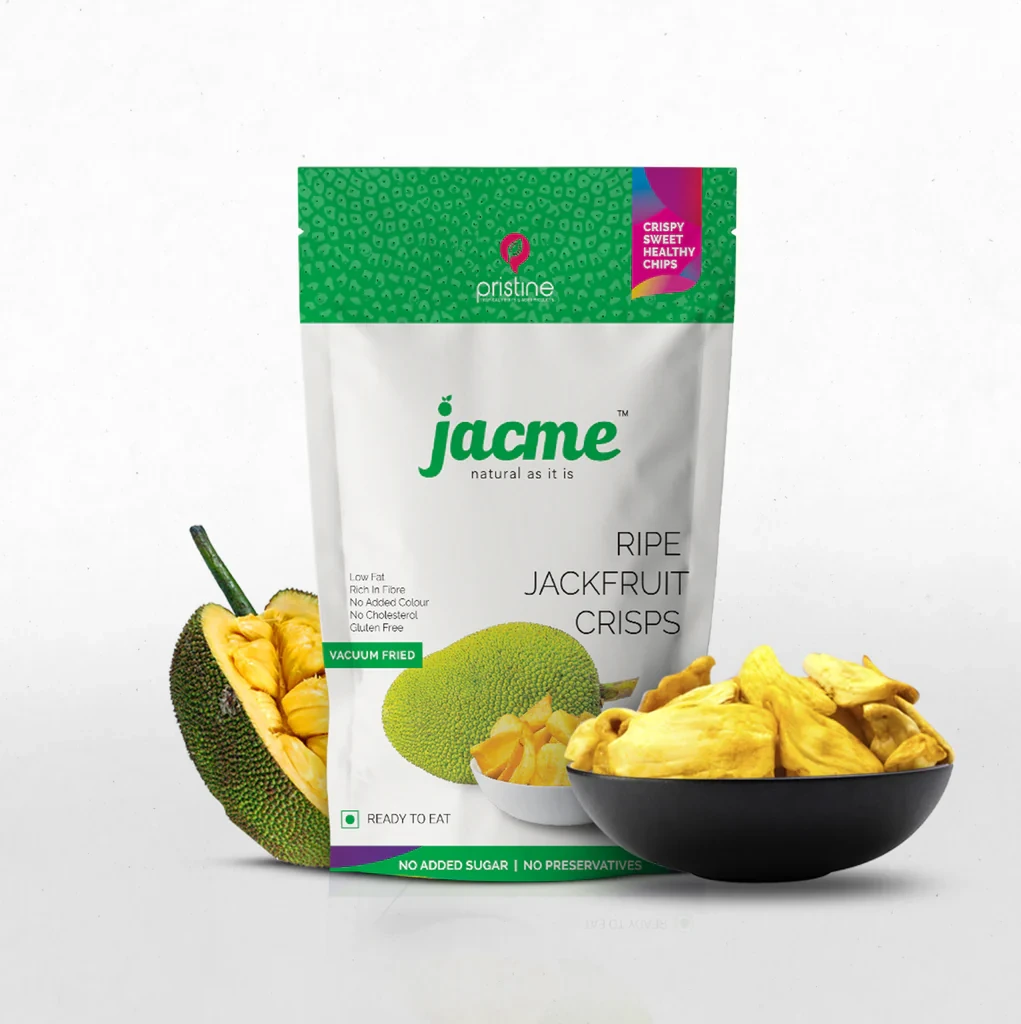 CRISPY
SWEET
HEALTHY
CHIPS
pristine
jacme™
natural as it is
RIPE
JACKFRUIT
CRISPS
Low Fat
Rich In Fibre
No Added Colour
No Cholesterol
Gluten Free
VACUUM FRIED
READY TO EAT
NO ADDED SUGAR | NO PRESERVATIVES